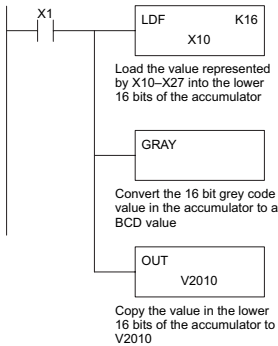 X1
LDF K16
X10
Load the value represented
by X10–X27 into the lower
16 bits of the accumulator
GRAY
Convert the 16 bit grey code
value in the accumulator to a
BCD value
OUT
V2010
Copy the value in the lower
16 bits of the accumulator to
V2010